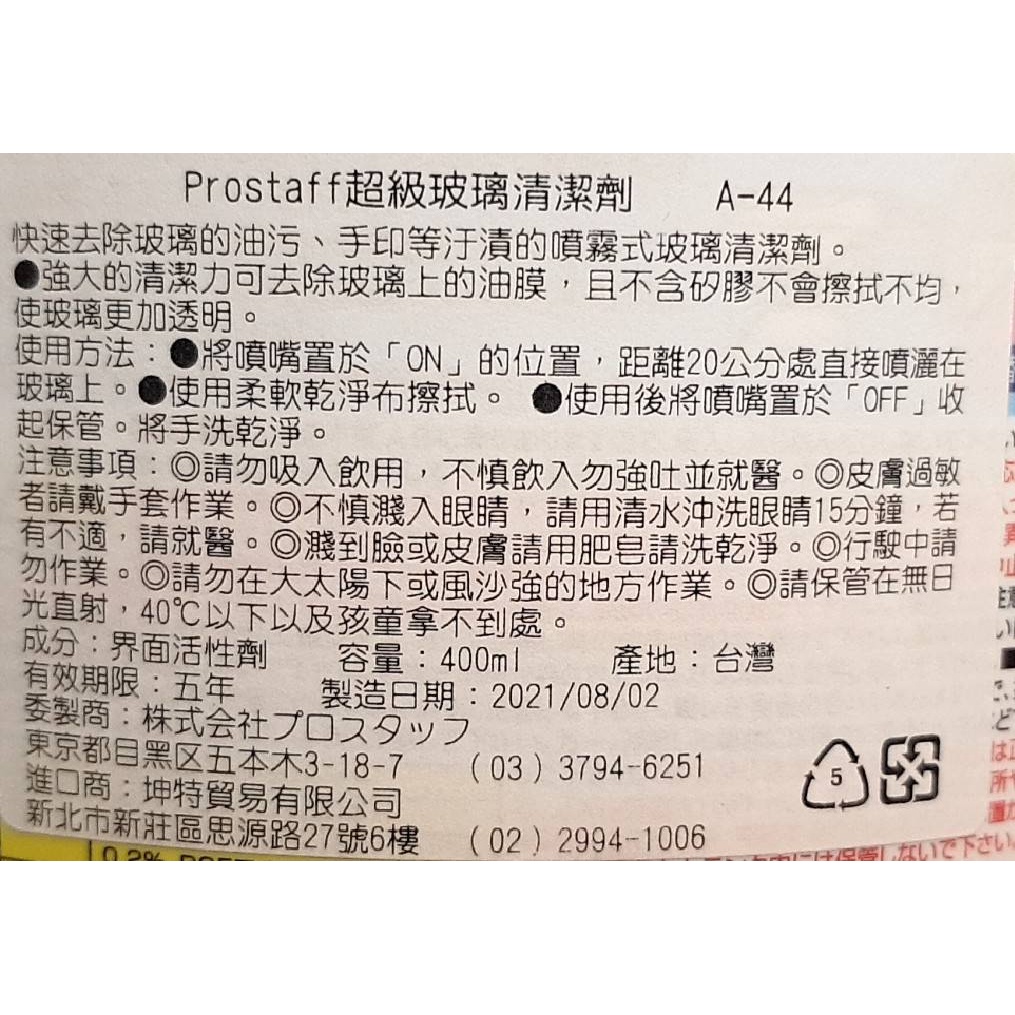 Prostaff超級玻璃清潔劑 A-44
快速去除玻璃的油污、手印等汙漬的噴霧式玻璃清潔劑。
●強大的清潔力可去除玻璃上的油膜，且不含矽膠不會擦拭不均，
使玻璃更加透明。
使用方法：●將噴嘴置於「ON」的位置，距離20公分處直接噴灑在
玻璃上。●使用柔軟乾淨布擦拭。 ●使用後將噴嘴置於「OFF」收
起保管。將手洗乾淨。
注意事項：◎請勿吸入飲用，不慎飲入勿強吐並就醫。◎皮膚過敏
者請戴手套作業。◎不慎濺入眼睛，請用清水沖洗眼睛15分鐘，若
有不適，請就醫。◎濺到臉或皮膚請用肥皂請洗乾淨。◎行駛中請
勿作業。◎請勿在大太陽下或風沙強的地方作業。◎請保管在無日
光直射，40℃以下以及孩童拿不到處。
成分：界面活性劑 容量：400ml 產地：台灣
有效期限：五年 製造日期：2021/08/02
委製商：株式会社プロスタッフ
東京都目黑区五本木3-18-7 (03) 3794-6251
進口商：坤特貿易有限公司
新北市新莊區思源路27號6樓 (02) 2994-1006
5
0.2%
保管しないで下さい。